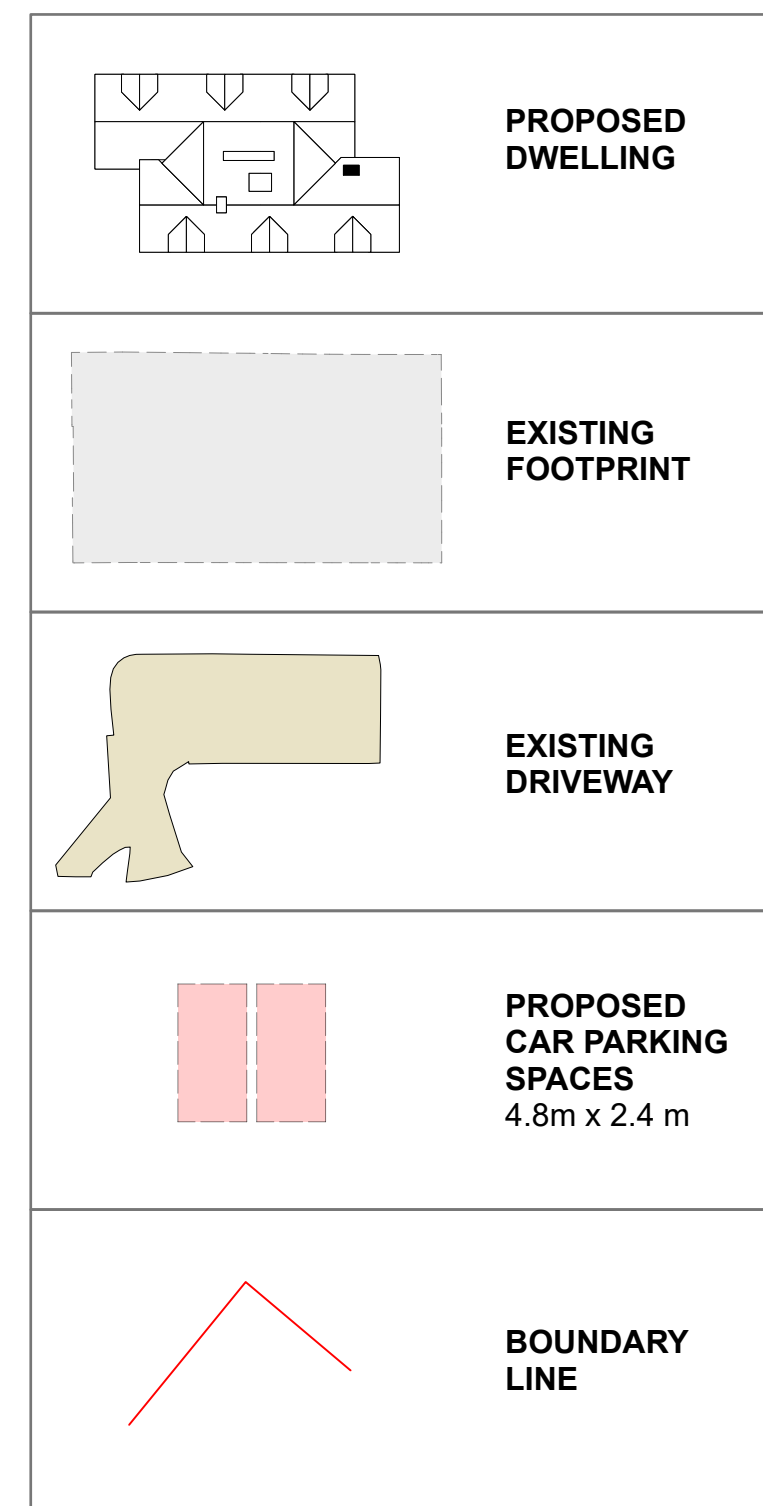 PROPOSED
DWELLING
EXISTING
FOOTPRINT
EXISTING
DRIVEWAY
PROPOSED
CAR PARKING
SPACES
4.8m x 2.4 m
BOUNDARY
LINE